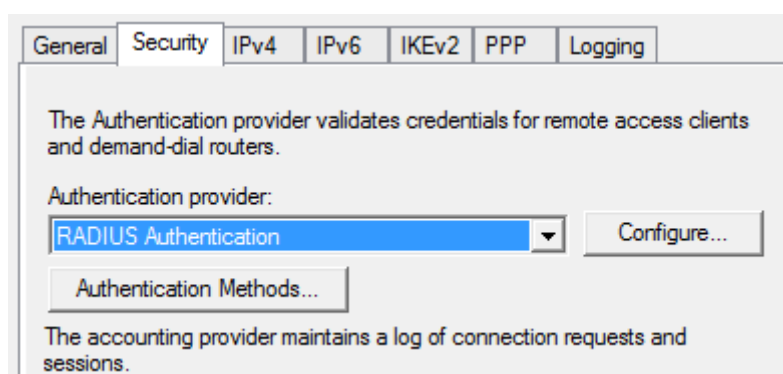 General Security IPv4 IPv6 IKEv2 PPP Logging
The Authentication provider validates credentials for remote access clients
and demand-dial routers.
Authentication provider:
RADIUS Authentication Configure...
Authentication Methods...
The accounting provider maintains a log of connection requests and
sessions.